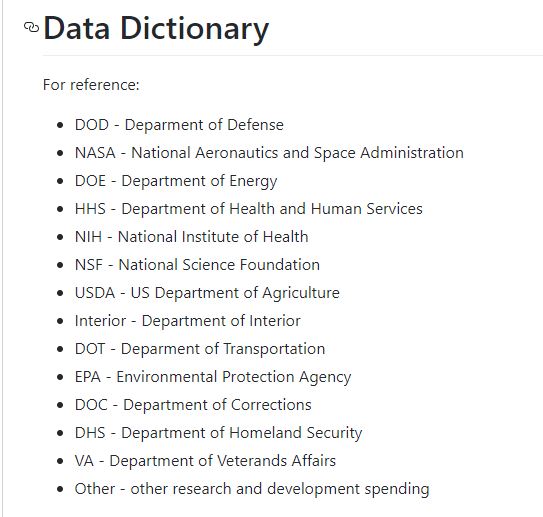 Data Dictionary
For reference:
• DOD - Deparment of Defense
• NASA - National Aeronautics and Space Administration
• DOE - Department of Energy
• HHS - Department of Health and Human Services
• NIH - National Institute of Health
• NSF - National Science Foundation
• USDA - US Department of Agriculture
• Interior - Department of Interior
• DOT - Deparment of Transportation
• EPA - Environmental Protection Agency
• DOC - Department of Corrections
• DHS - Department of Homeland Security
• VA - Department of Veterands Affairs
• Other - other research and development spending